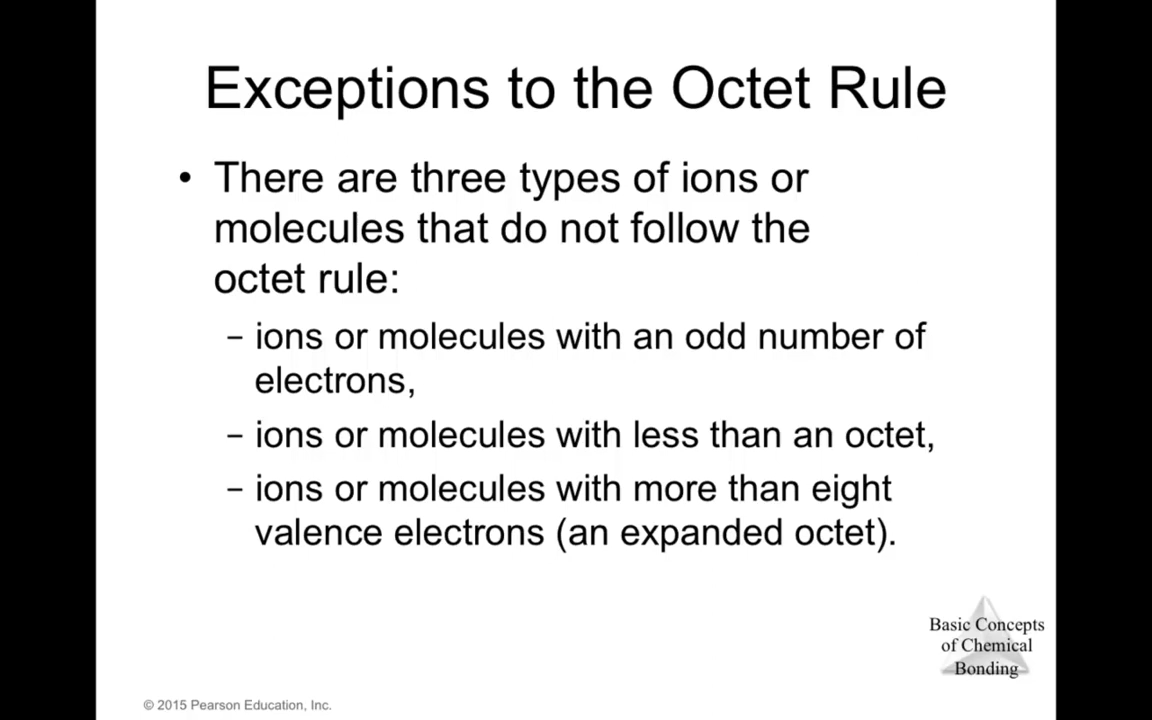 Exceptions to the Octet Rule
• There are three types of ions or
molecules that do not follow the
octet rule:
– ions or molecules with an odd number of
electrons,
– ions or molecules with less than an octet,
– ions or molecules with more than eight
valence electrons (an expanded octet).
Basic Concepts
of Chemical
Bonding
© 2015 Pearson Education, Inc.